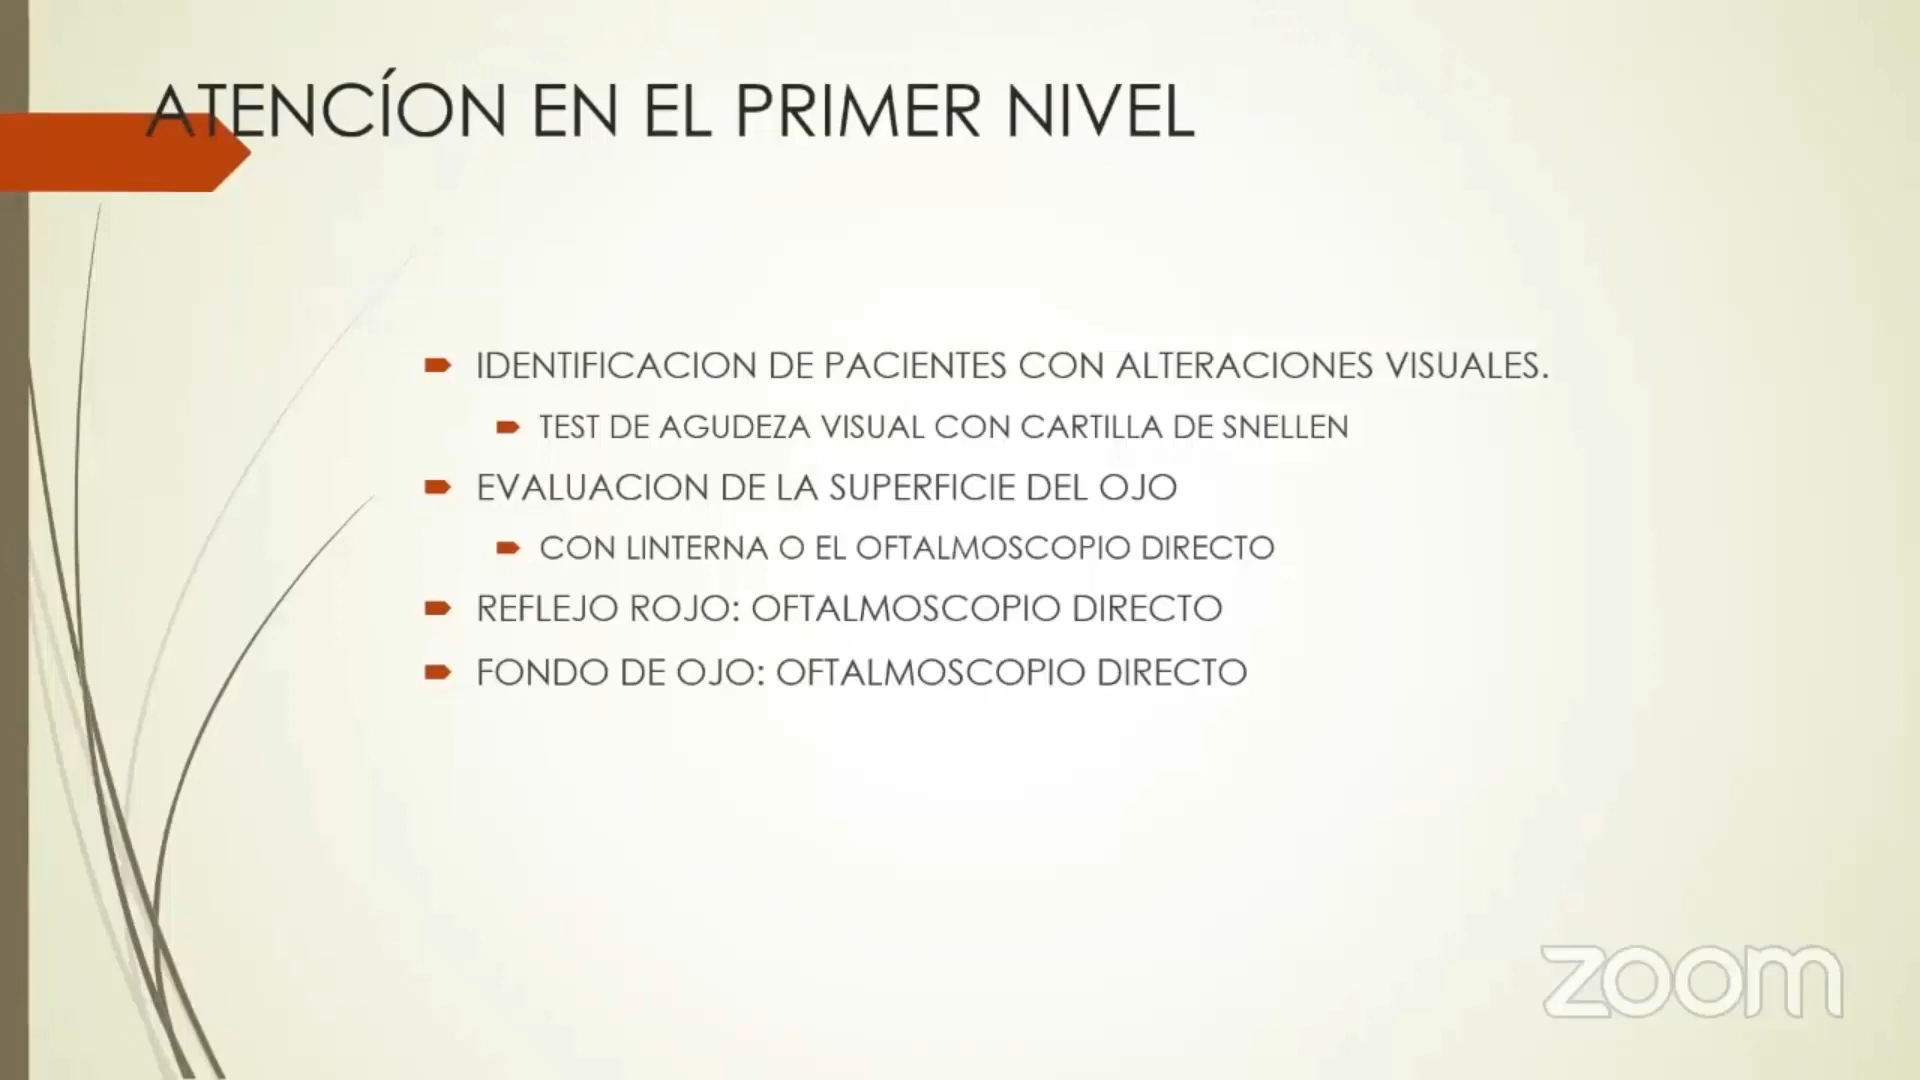 ATENCÍON EN EL PRIMER NIVEL
IDENTIFICACION DE PACIENTES CON ALTERACIONES VISUALES.
TEST DE AGUDEZA VISUAL CON CARTILLA DE SNELLEN
EVALUACION DE LA SUPERFICIE DEL OJO
CON LINTERNA O EL OFTALMOSCOPIO DIRECTO
REFLEJO ROJO: OFTALMOSCOPIO DIRECTO
FONDO DE OJO: OFTALMOSCOPIO DIRECTO
zoom